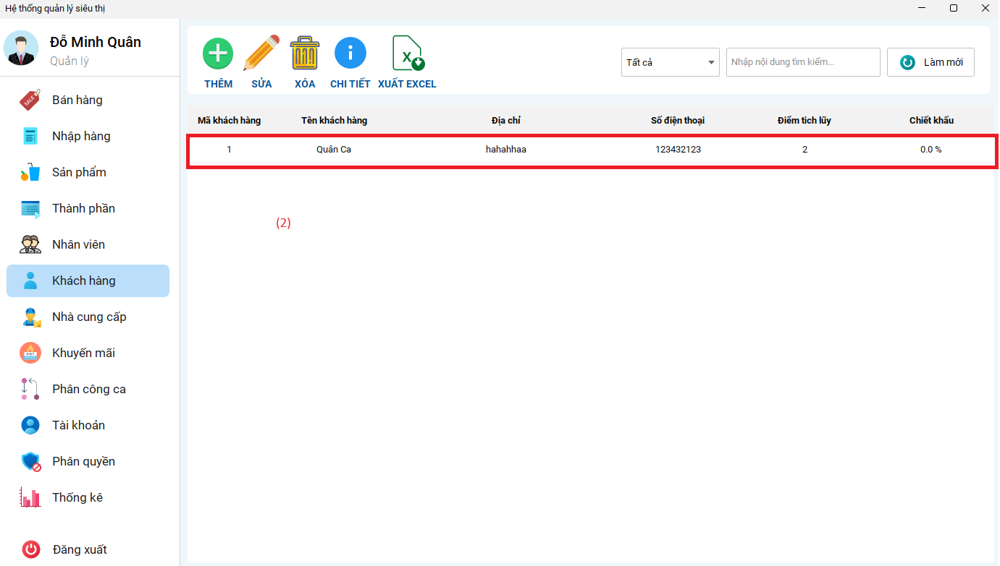 Hệ thống quản lý siêu thị
Đỗ Minh Quân
Quản lý
SALE Bán hàng
Nhập hàng
Sản phẩm
Thành phần
Nhân viên
Khách hàng
Nhà cung cấp
HOT Khuyến mãi
Phân công ca
Tài khoản
Phân quyền
Thống kê
Đăng xuất
THÊM SỬA XÓA CHI TIẾT XUẤT EXCEL
Tất cả Nhập nội dung tìm kiếm... Làm mới
Mã khách hàng Tên khách hàng Địa chỉ Số điện thoại Điểm tich lũy Chiết khấu
1 Quân Ca hahahhaa 123432123 2 0.0 %
(2)